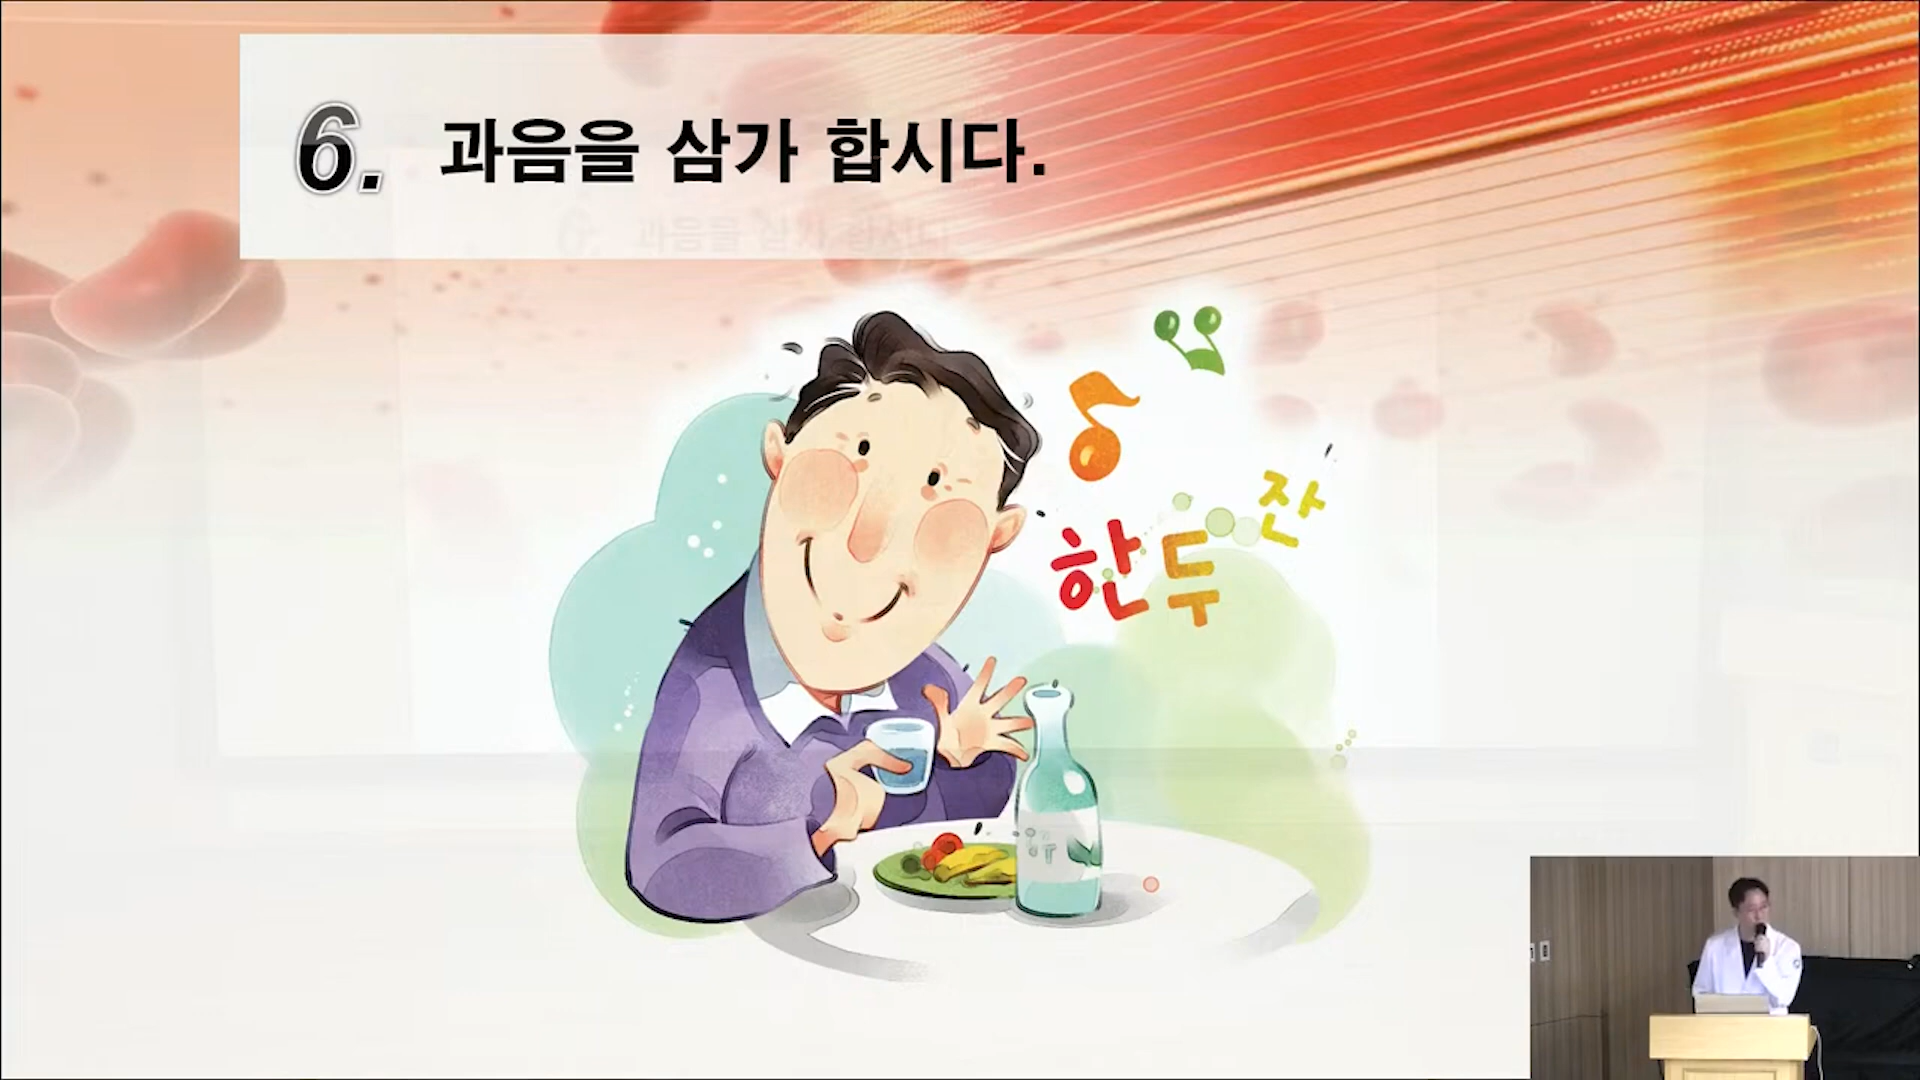 6. 과음을 삼가 합시다.
한두잔